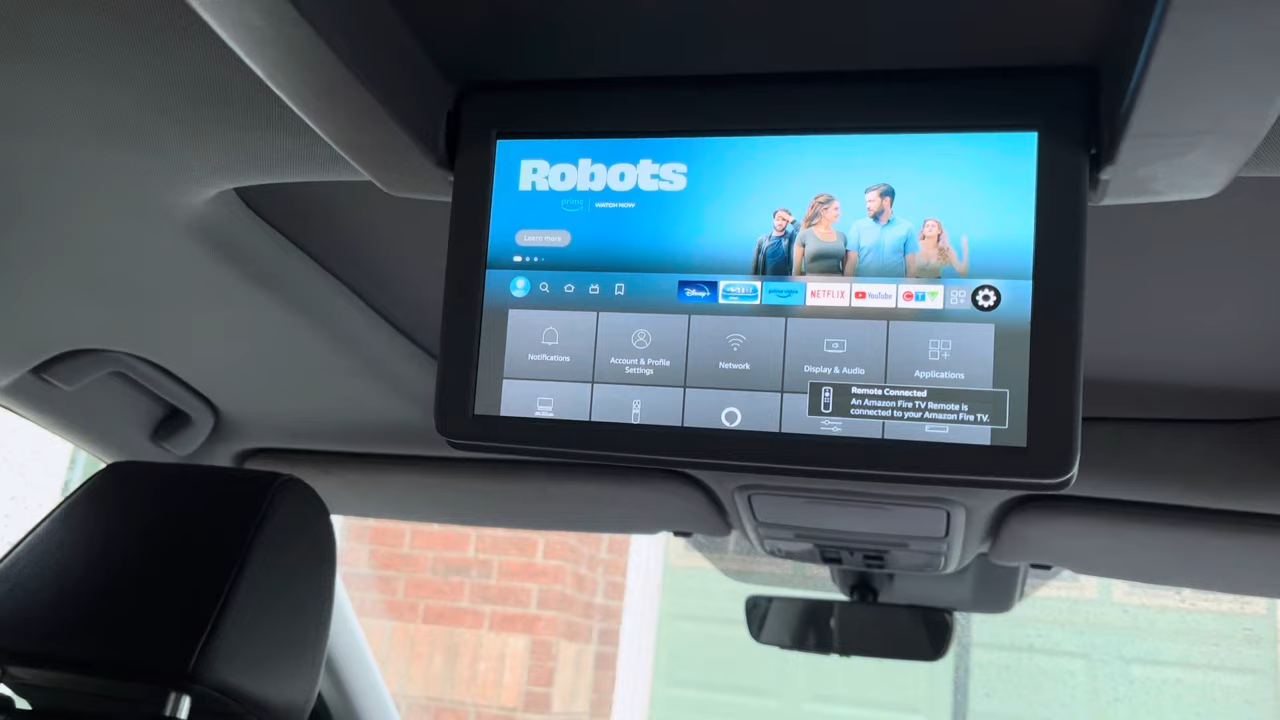 Robots
prime WATCH NOW
Learn more
Disney+ prime video NETFLIX YouTube CTV
Notifications
Account & Profile
Settings
Network
Display & Audio
Applications
Remote Connected
An Amazon Fire TV Remote is
connected to your Amazon Fire TV.